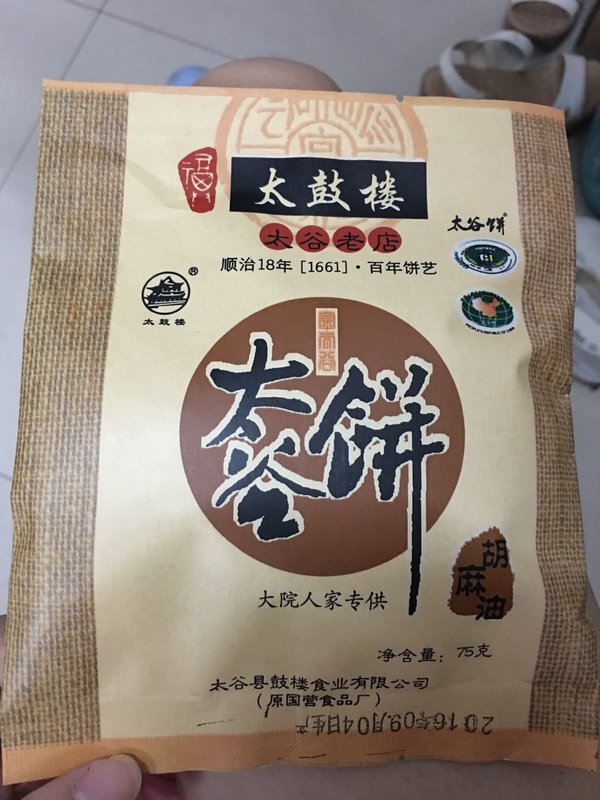 福
太鼓楼
太谷老店
顺治18年 [1661]·百年饼艺
太谷饼®
®
太鼓楼
太谷饼
胡麻油
大院人家专供
净含量: 75克
太谷县鼓楼食业有限公司
(原国营食品厂)
2016年09月04日生产